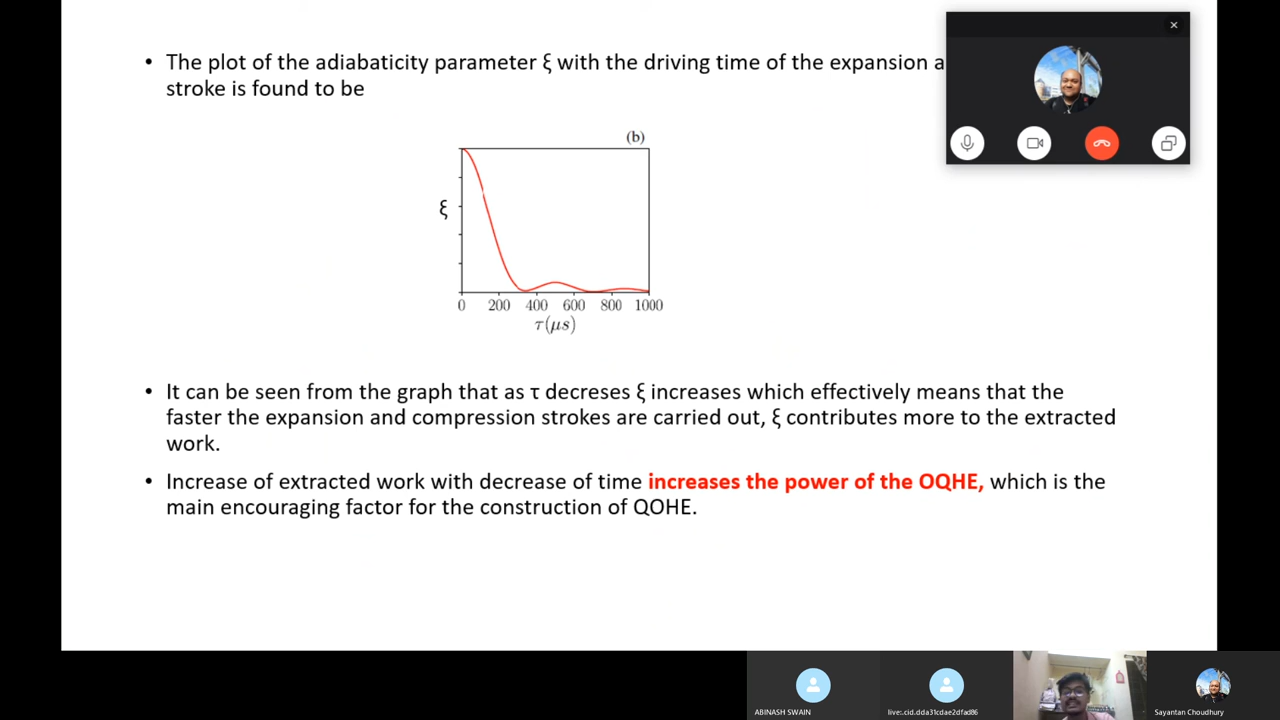 • The plot of the adiabaticity parameter ξ with the driving time of the expansion a
stroke is found to be
(b)
ξ
0 200 400 600 800 1000
τ(μs)
• It can be seen from the graph that as τ decreses ξ increases which effectively means that the
faster the expansion and compression strokes are carried out, ξ contributes more to the extracted
work.
• Increase of extracted work with decrease of time increases the power of the OQHE, which is the
main encouraging factor for the construction of QOHE.
ABINASH SWAIN
live:.cid.dda31cdae2dfad86
Sayantan Choudhury